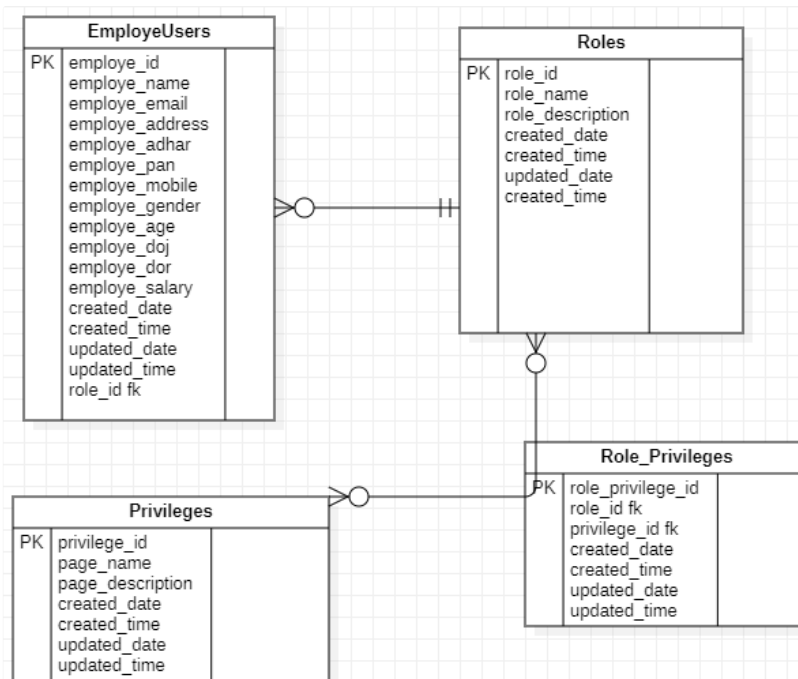 EmployeUsers
PK employe_id
employe_name
employe_email
employe_address
employe_adhar
employe_pan
employe_mobile
employe_gender
employe_age
employe_doj
employe_dor
employe_salary
created_date
created_time
updated_date
updated_time
role_id fk
Roles
PK role_id
role_name
role_description
created_date
created_time
updated_date
created_time
Role_Privileges
PK role_privilege_id
role_id fk
privilege_id fk
created_date
created_time
updated_date
updated_time
Privileges
PK privilege_id
page_name
page_description
created_date
created_time
updated_date
updated_time